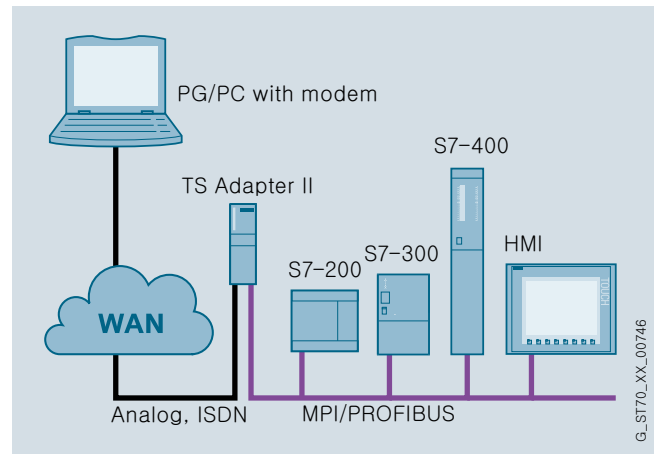 PG/PC with modem
S7-400
TS Adapter II
S7-300
HMI
S7-200
TOUCH
WAN
Analog, ISDN
MPI/PROFIBUS
G_ST70_XX_00746